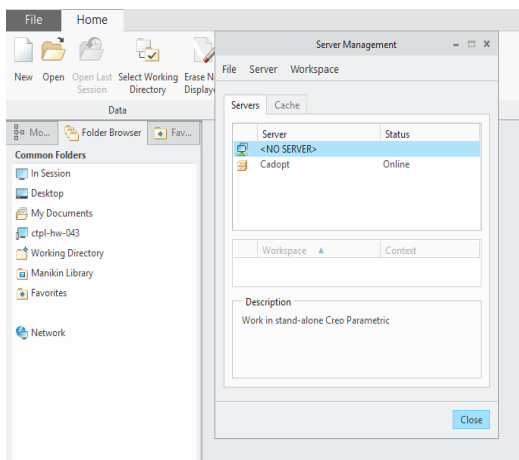 File Home
New Open Open Last Session Select Working Directory Erase N Displaye
Data
Mo... Folder Browser Fav...
Common Folders
In Session
Desktop
My Documents
ctpl-hw-043
Working Directory
Manikin Library
Favorites
Network
Server Management
File Server Workspace
Servers Cache
Server Status
<NO SERVER>
Cadopt Online
Workspace Context
Description
Work in stand-alone Creo Parametric
Close